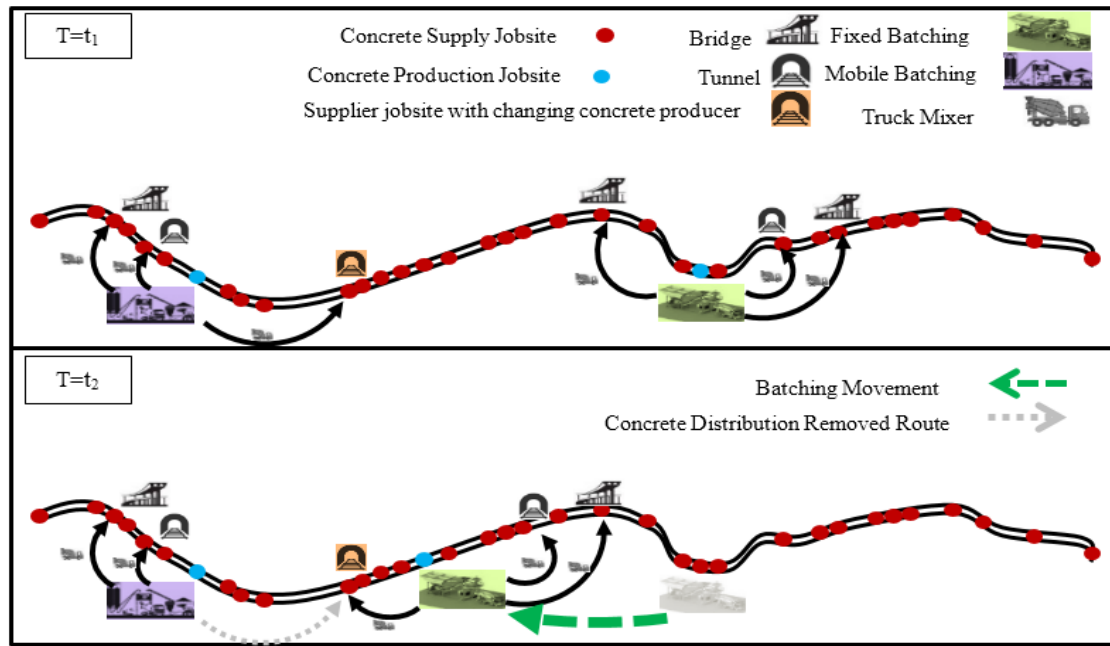 T=t₁
Concrete Supply Jobsite
Bridge
Fixed Batching
Concrete Production Jobsite
Tunnel
Mobile Batching
Supplier jobsite with changing concrete producer
Truck Mixer
T=t₂
Batching Movement
Concrete Distribution Removed Route